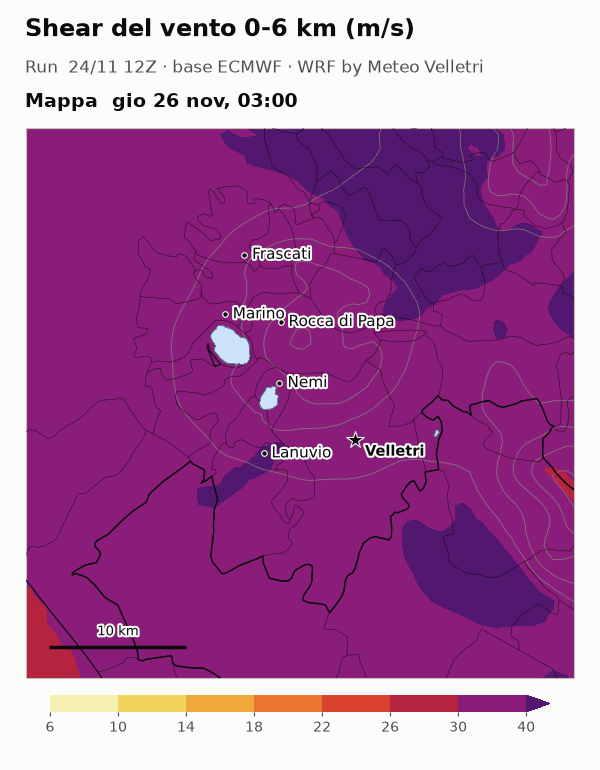 Shear del vento 0-6 km (m/s)
Run  24/11 12Z · base ECMWF · WRF by Meteo Velletri
Mappa  gio 26 nov, 03:00
Frascati
Marino
Rocca di Papa
Nemi
Velletri
Lanuvio
10 km
6 10 14 18 22 26 30 40